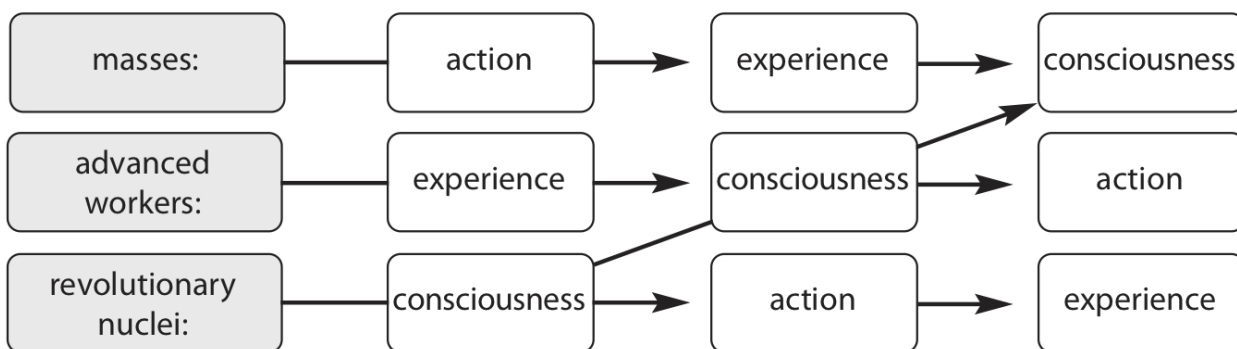 masses:
action
experience
consciousness
advanced
workers:
experience
consciousness
action
revolutionary
nuclei:
consciousness
action
experience